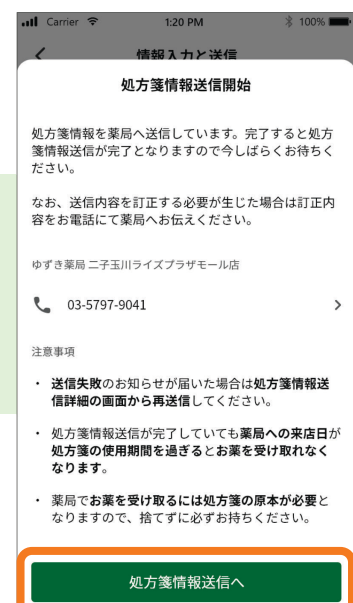 Carrier 1:20 PM 100%
情報入力と送信
処方箋情報送信開始
処方箋情報を薬局へ送信しています。完了すると処方
箋情報送信が完了となりますので今しばらくお待ちく
ださい。
なお、送信内容を訂正する必要が生じた場合は訂正内
容をお電話にて薬局へお伝えください。
ゆずき薬局 二子玉川ライズプラザモール店
03-5797-9041
注意事項
・ 送信失敗のお知らせが届いた場合は処方箋情報送
信詳細の画面から再送信してください。
・ 処方箋情報送信が完了していても薬局への来店日が
処方箋の使用期間を過ぎるとお薬を受け取れなく
なります。
・ 薬局でお薬を受け取るには処方箋の原本が必要と
なりますので、捨てずに必ずお持ちください。
処方箋情報送信へ